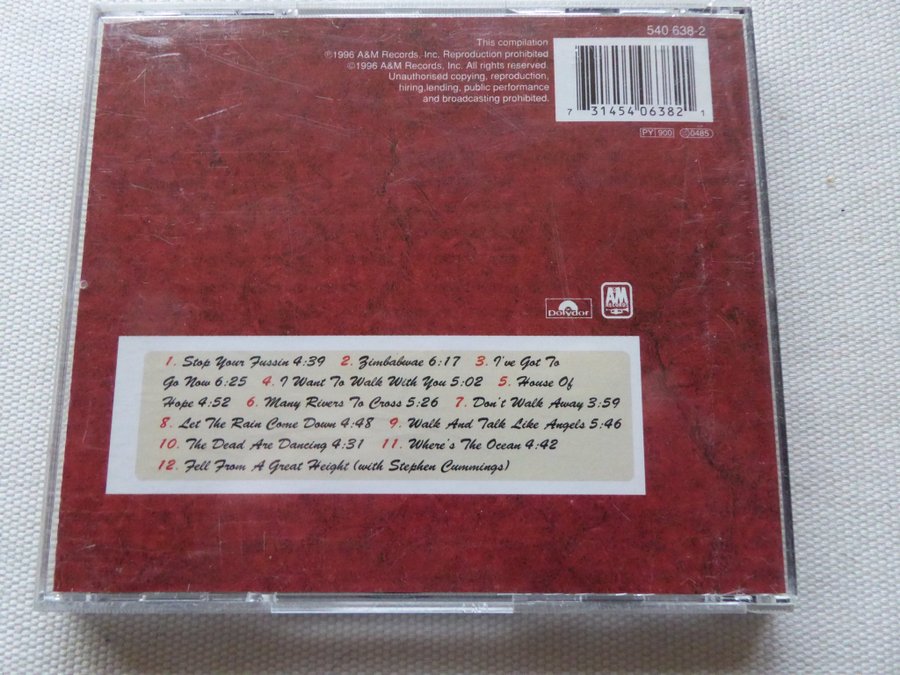 540 638-2
This compilation
℗1996 A&M Records, Inc. Reproduction prohibited
©1996 A&M Records, Inc. All rights reserved.
Unauthorised copying, reproduction,
hiring,lending, public performance
and broadcasting prohibited.
7 31454 06382 1
PY 900 0485
polydor
A&M
RECORDS
1. Stop Your Fussin 4:39 2. Zimbabwae 6:17 3. I've Got To
Go Now 6:25 4. I Want To Walk With You 5:02 5. House Of
Hope 4:52 6. Many Rivers To Cross 5:26 7. Don't Walk Away 3:59
8. Let The Rain Come Down 4:48 9. Walk And Talk Like Angels 5:46
10. The Dead Are Dancing 4:31 11. Where's The Ocean 4:42
12. Fell From A Great Height (with Stephen Cummings)